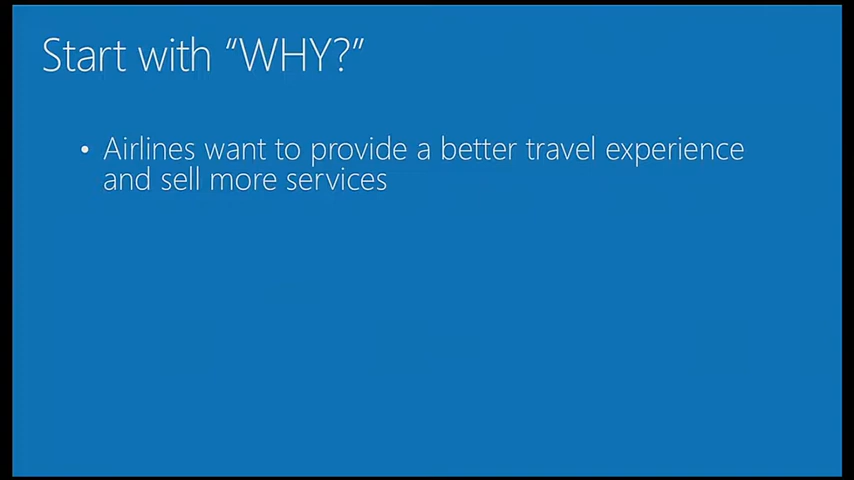 Start with “WHY?”
• Airlines want to provide a better travel experience
and sell more services